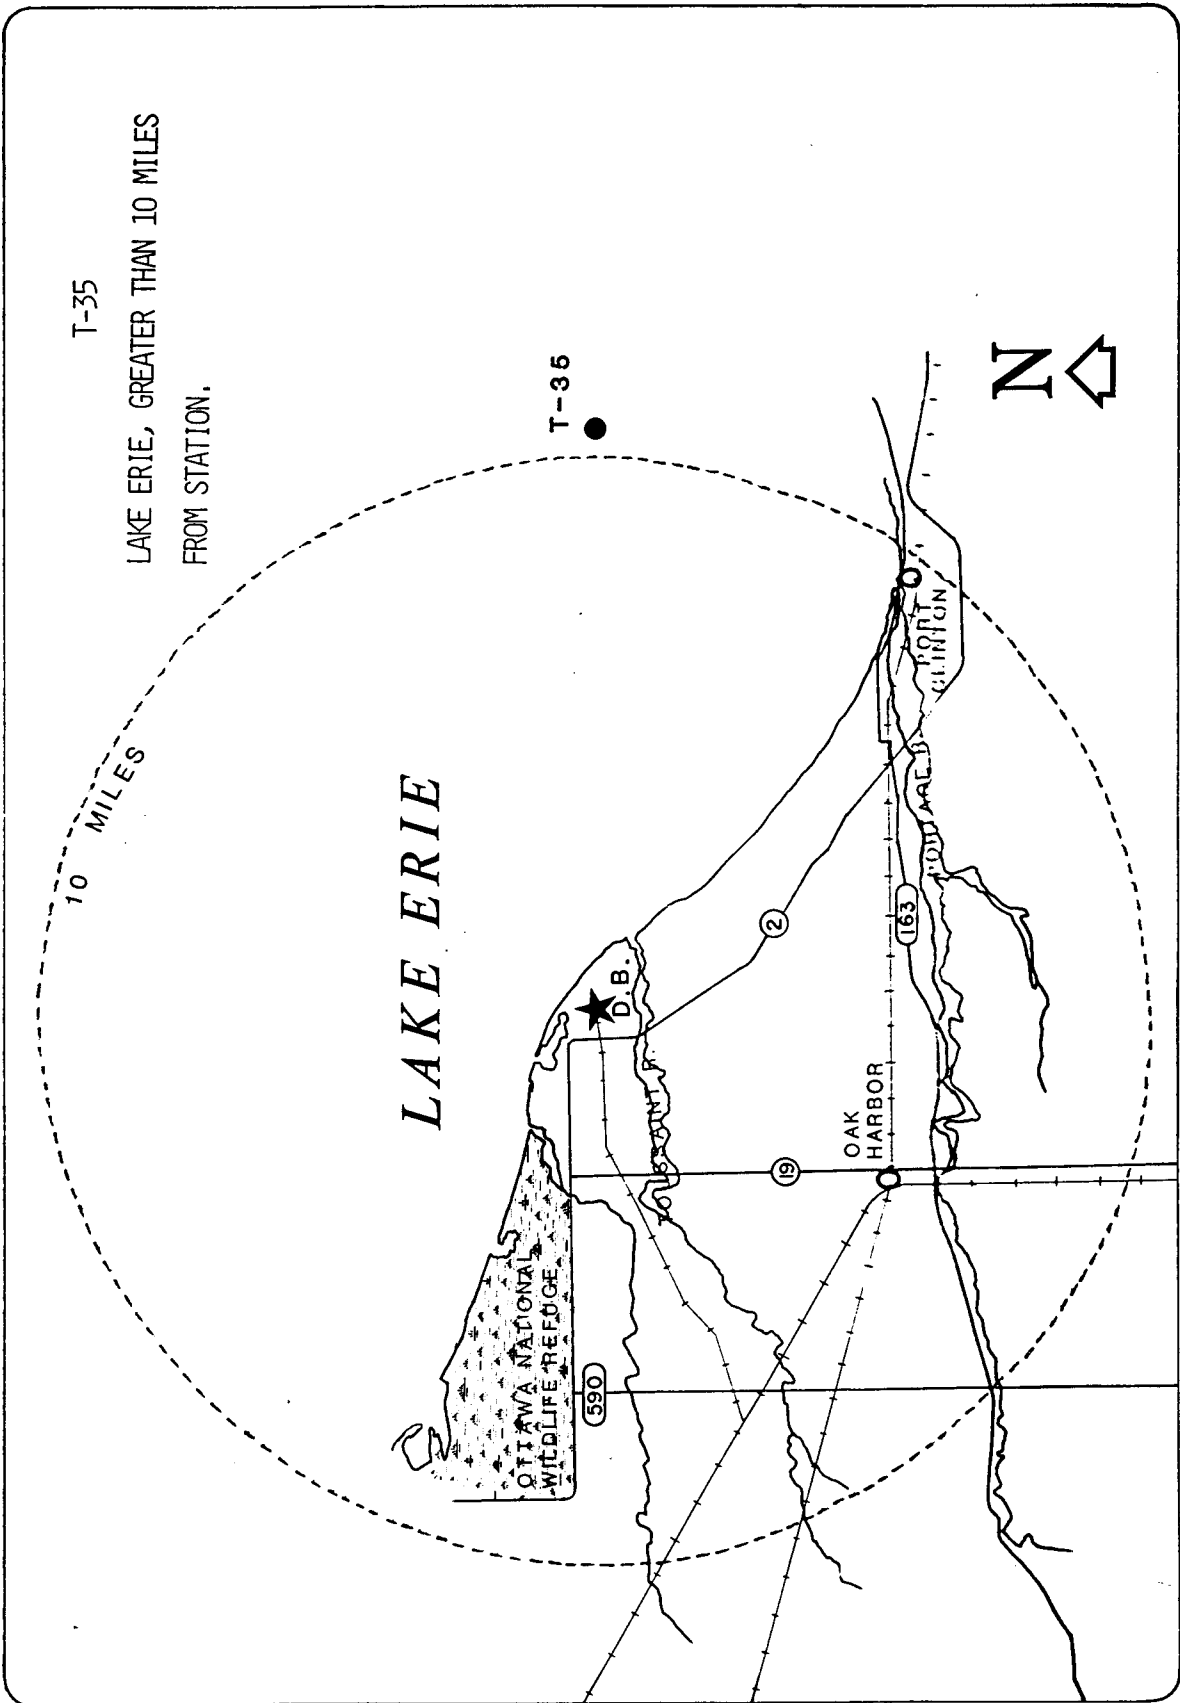 T-35
LAKE ERIE, GREATER THAN 10 MILES
FROM STATION.
10 MILES
LAKE ERIE
T-35
D.B.
2
OTTAWA NATIONAL
WILDLIFE REFUGE
590
19
OAK
HARBOR
163
PORT
CLINTON
N